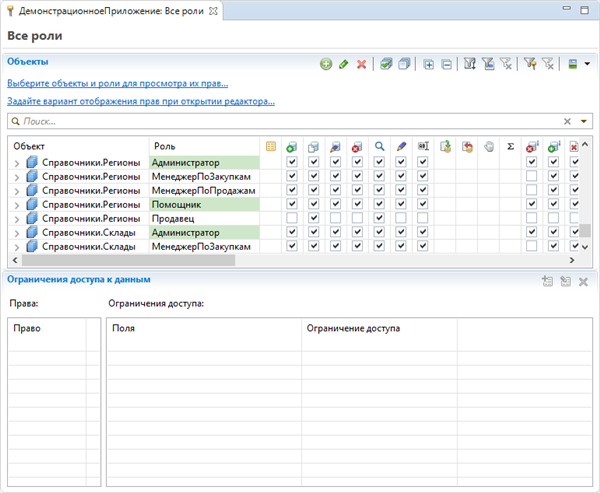 ДемонстрационноеПриложение: Все роли
Все роли
Объекты
Выберите объекты и роли для просмотра их прав...
Задайте вариант отображения прав при открытии редактора...
Поиск...
Объект Роль Σ
Справочники.Регионы Администратор
Справочники.Регионы МенеджерПоЗакупкам
Справочники.Регионы МенеджерПоПродажам
Справочники.Регионы Помощник
Справочники.Регионы Продавец
Справочники.Склады Администратор
Справочники.Склады МенеджерПоЗакупкам
Ограничения доступа к данным
Права: Ограничения доступа:
Право Поля Ограничение доступа